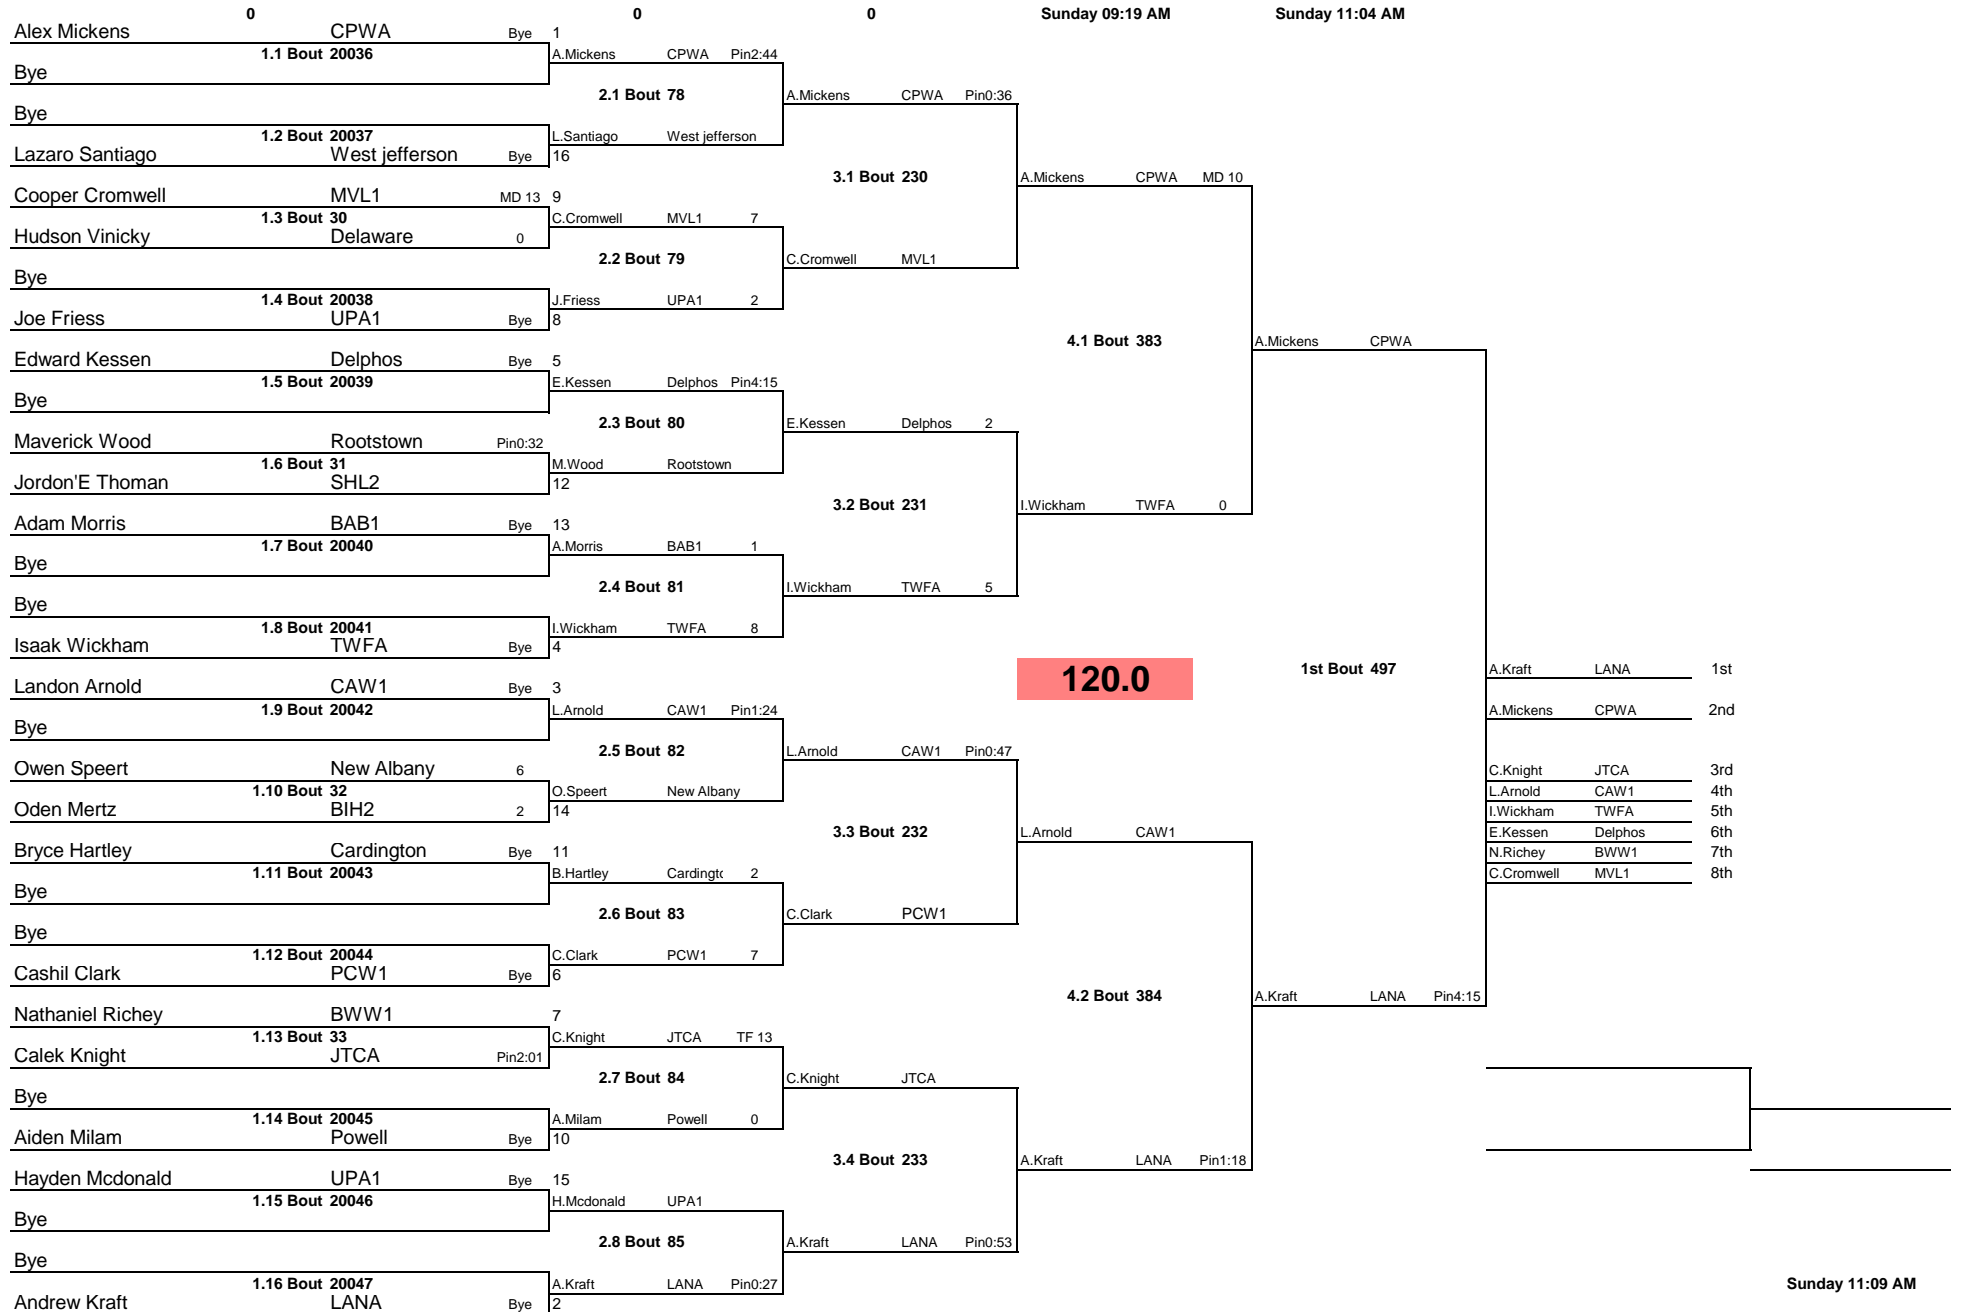 0 0 0 Sunday 09:19 AM Sunday 11:04 AM
Alex Mickens CPWA Bye 1
1.1 Bout 20036 A.Mickens CPWA Pin2:44
Bye
2.1 Bout 78 A.Mickens CPWA Pin0:36
Bye
1.2 Bout 20037 L.Santiago West jefferson
Lazaro Santiago West jefferson Bye 16
3.1 Bout 230 A.Mickens CPWA MD 10
Cooper Cromwell MVL1 MD 13 9
1.3 Bout 30 C.Cromwell MVL1 7
Hudson Vinicky Delaware 0
2.2 Bout 79 C.Cromwell MVL1
Bye
1.4 Bout 20038 J.Friess UPA1 2
Joe Friess UPA1 Bye 8
4.1 Bout 383 A.Mickens CPWA
Edward Kessen Delphos Bye 5
1.5 Bout 20039 E.Kessen Delphos Pin4:15
Bye
2.3 Bout 80 E.Kessen Delphos 2
Maverick Wood Rootstown Pin0:32
1.6 Bout 31 M.Wood Rootstown
Jordon'E Thoman SHL2 12
3.2 Bout 231 I.Wickham TWFA 0
Adam Morris BAB1 Bye 13
1.7 Bout 20040 A.Morris BAB1 1
Bye
2.4 Bout 81 I.Wickham TWFA 5
Bye
1.8 Bout 20041 I.Wickham TWFA 8
Isaak Wickham TWFA Bye 4
120.0 1st Bout 497 A.Kraft LANA 1st
Landon Arnold CAW1 Bye 3
1.9 Bout 20042 L.Arnold CAW1 Pin1:24 A.Mickens CPWA 2nd
Bye
2.5 Bout 82 L.Arnold CAW1 Pin0:47
Owen Speert New Albany 6 C.Knight JTCA 3rd
1.10 Bout 32 O.Speert New Albany L.Arnold CAW1 4th
Oden Mertz BIH2 2 14 I.Wickham TWFA 5th
3.3 Bout 232 L.Arnold CAW1 E.Kessen Delphos 6th
Bryce Hartley Cardington Bye 11 N.Richey BWW1 7th
1.11 Bout 20043 B.Hartley Cardingt 2 C.Cromwell MVL1 8th
Bye
2.6 Bout 83 C.Clark PCW1
Bye
1.12 Bout 20044 C.Clark PCW1 7
Cashil Clark PCW1 Bye 6
4.2 Bout 384 A.Kraft LANA Pin4:15
Nathaniel Richey BWW1 7
1.13 Bout 33 C.Knight JTCA TF 13
Calek Knight JTCA Pin2:01
2.7 Bout 84 C.Knight JTCA
Bye
1.14 Bout 20045 A.Milam Powell 0
Aiden Milam Powell Bye 10
3.4 Bout 233 A.Kraft LANA Pin1:18
Hayden Mcdonald UPA1 Bye 15
1.15 Bout 20046 H.Mcdonald UPA1
Bye
2.8 Bout 85 A.Kraft LANA Pin0:53
Bye
1.16 Bout 20047 A.Kraft LANA Pin0:27 Sunday 11:09 AM
Andrew Kraft LANA Bye 2